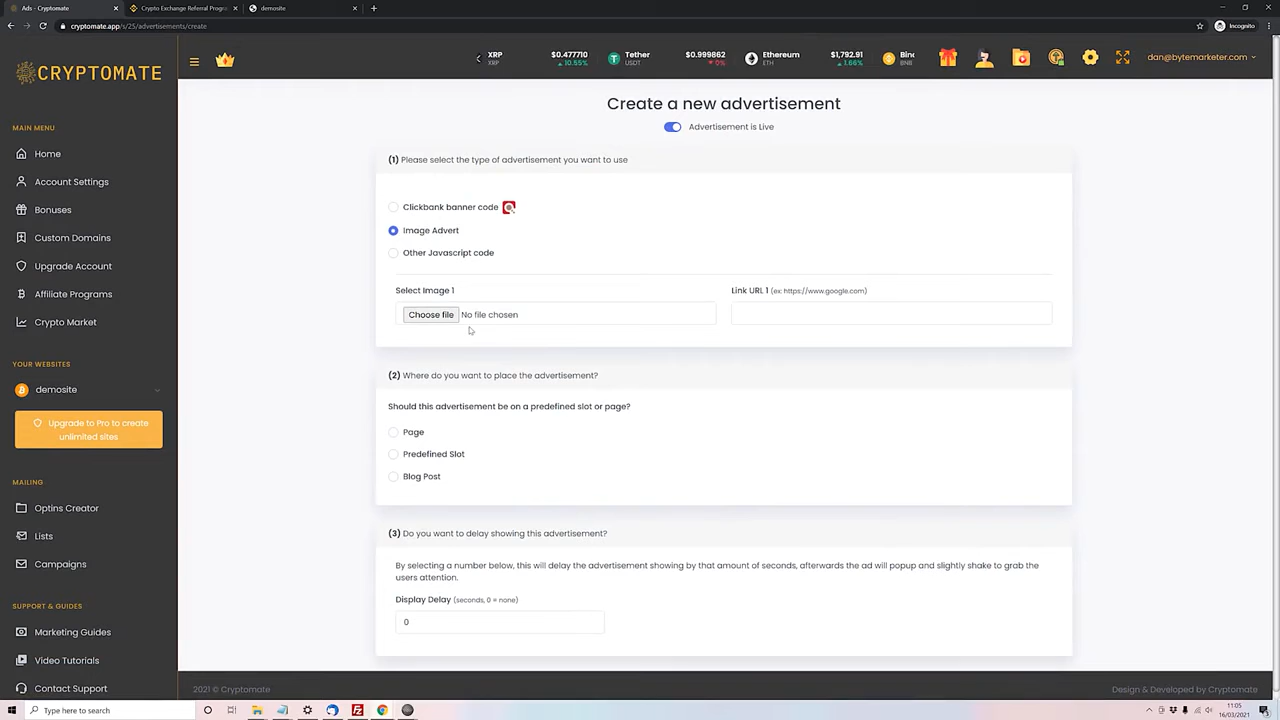 Ads - Cryptomate
Crypto Exchange Referral Progr
demosite
cryptomate.app/s/25/advertisements/create
Incognito
CRYPTOMATE
XRP
XRP
$0.477710
10.55%
Tether
USDT
$0.999862
0%
Ethereum
ETH
$1,792.91
1.66%
Binc
BNB
dan@bytemarketer.com
MAIN MENU
Home
Account Settings
Bonuses
Custom Domains
Upgrade Account
Affiliate Programs
Crypto Market
YOUR WEBSITES
demosite
Upgrade to Pro to create
unlimited sites
MAILING
Optins Creator
Lists
Campaigns
SUPPORT & GUIDES
Marketing Guides
Video Tutorials
Contact Support
Create a new advertisement
Advertisement is Live
(1) Please select the type of advertisement you want to use
Clickbank banner code
Image Advert
Other Javascript code
Select Image 1
Choose file No file chosen
Link URL 1 (ex: https://www.google.com)
(2) Where do you want to place the advertisement?
Should this advertisement be on a predefined slot or page?
Page
Predefined Slot
Blog Post
(3) Do you want to delay showing this advertisement?
By selecting a number below, this will delay the advertisement showing by that amount of seconds, afterwards the ad will popup and slightly shake to grab the
users attention.
Display Delay (seconds, 0 = none)
0
2021 © Cryptomate
Design & Developed by Cryptomate
Type here to search
11:05
16/03/2021